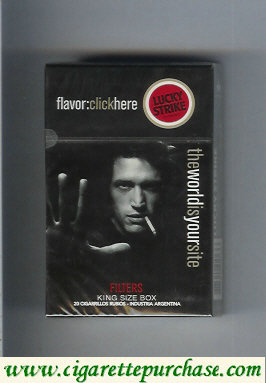 flavor:clickhere
LUCKY
STRIKE
theworldisyoursite
FILTERS
KING SIZE BOX
20 CIGARRILLOS RUBIOS - INDUSTRIA ARGENTINA
www.cigarettepurchase.com